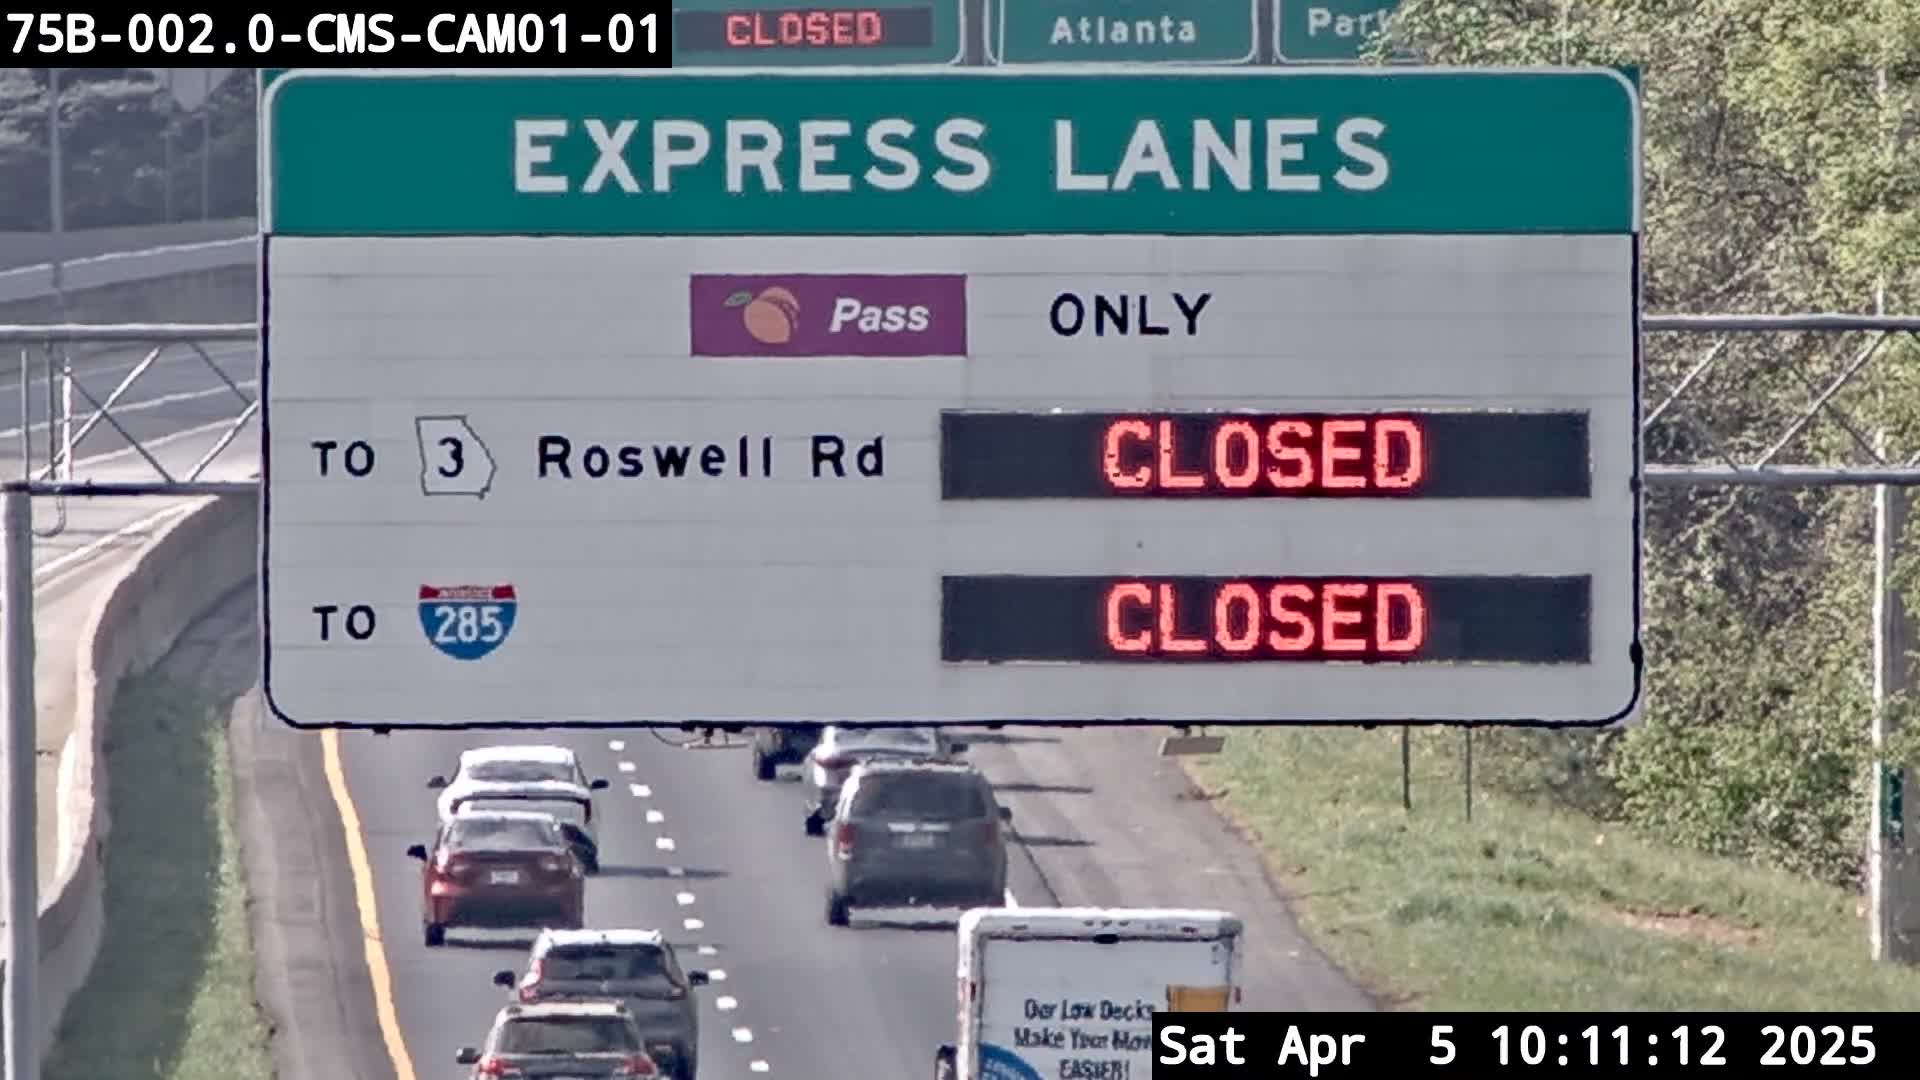 75B-002.0-CMS-CAM01-01
CLOSED
Atlanta
EXPRESS LANES
Pass ONLY
TO 3 Roswell Rd CLOSED
TO INTERSTATE 285 CLOSED
Our Low Decks
Make Your
EASIER!
Sat Apr 5 10:11:12 2025